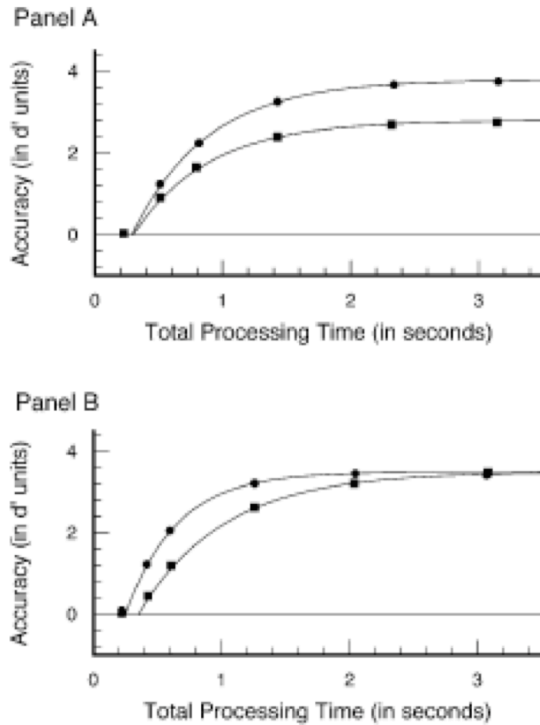 Panel A
Accuracy (in d' units)
4
2
0
0 1 2 3
Total Processing Time (in seconds)
Panel B
Accuracy (in d' units)
4
2
0
0 1 2 3
Total Processing Time (in seconds)